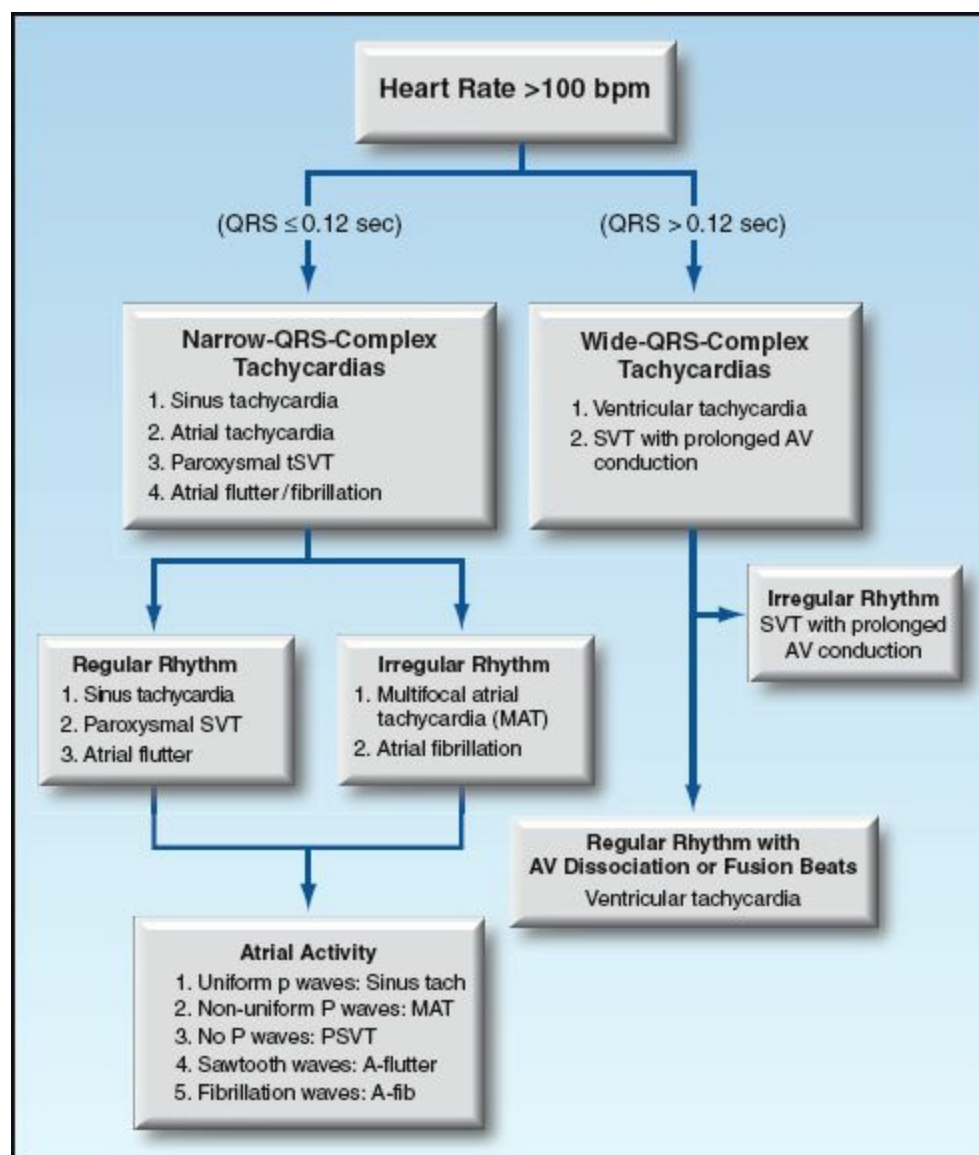 Heart Rate >100 bpm
(QRS ≤ 0.12 sec)
(QRS > 0.12 sec)
Narrow-QRS-Complex
Tachycardias
1. Sinus tachycardia
2. Atrial tachycardia
3. Paroxysmal tSVT
4. Atrial flutter/fibrillation
Wide-QRS-Complex
Tachycardias
1. Ventricular tachycardia
2. SVT with prolonged AV
conduction
Irregular Rhythm
SVT with prolonged
AV conduction
Regular Rhythm
1. Sinus tachycardia
2. Paroxysmal SVT
3. Atrial flutter
Irregular Rhythm
1. Multifocal atrial
tachycardia (MAT)
2. Atrial fibrillation
Regular Rhythm with
AV Dissociation or Fusion Beats
Ventricular tachycardia
Atrial Activity
1. Uniform p waves: Sinus tach
2. Non-uniform P waves: MAT
3. No P waves: PSVT
4. Sawtooth waves: A-flutter
5. Fibrillation waves: A-fib